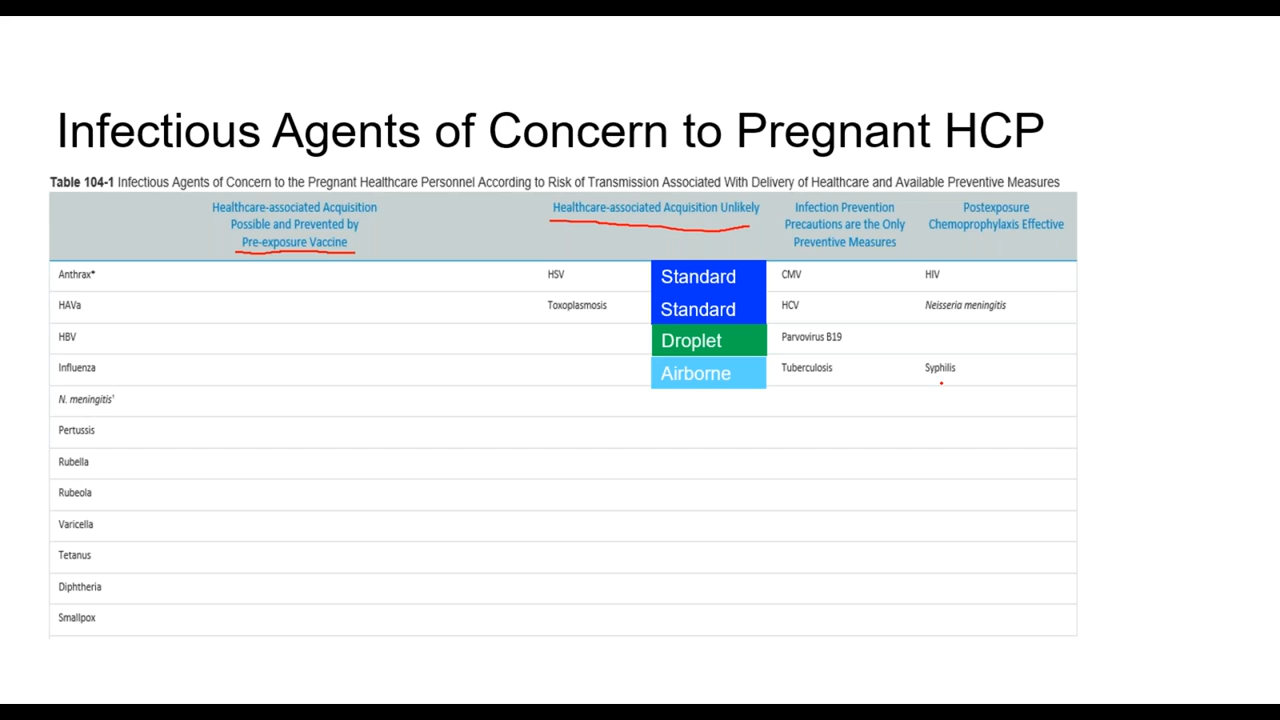 Infectious Agents of Concern to Pregnant HCP
Table 104-1 Infectious Agents of Concern to the Pregnant Healthcare Personnel According to Risk of Transmission Associated With Delivery of Healthcare and Available Preventive Measures
Healthcare-associated Acquisition
Possible and Prevented by
Pre-exposure Vaccine
Healthcare-associated Acquisition Unlikely
Infection Prevention
Precautions are the Only
Preventive Measures
Postexposure
Chemoprophylaxis Effective
Anthrax* HSV Standard CMV HIV
HAVa Toxoplasmosis Standard HCV Neisseria meningitis
HBV Droplet Parvovirus B19
Influenza Airborne Tuberculosis Syphilis
N. meningitis¹
Pertussis
Rubella
Rubeola
Varicella
Tetanus
Diphtheria
Smallpox